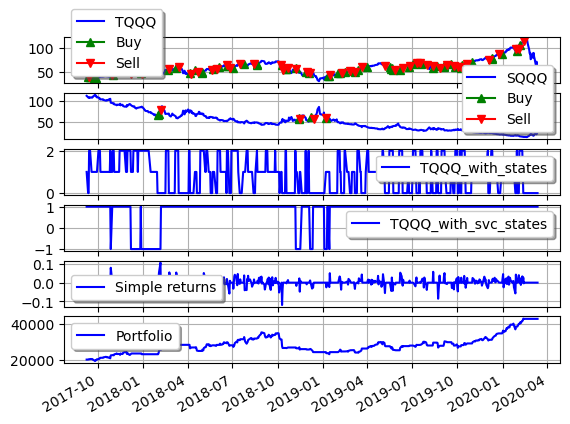 TQQQ
Buy
Sell
100
50
SQQQ
Buy
Sell
100
50
2
1
0
TQQQ_with_states
1
0
−1
TQQQ_with_svc_states
0.1
0.0
−0.1
Simple returns
40000
20000
Portfolio
2017-10
2018-01
2018-04
2018-07
2018-10
2019-01
2019-04
2019-07
2019-10
2020-01
2020-04